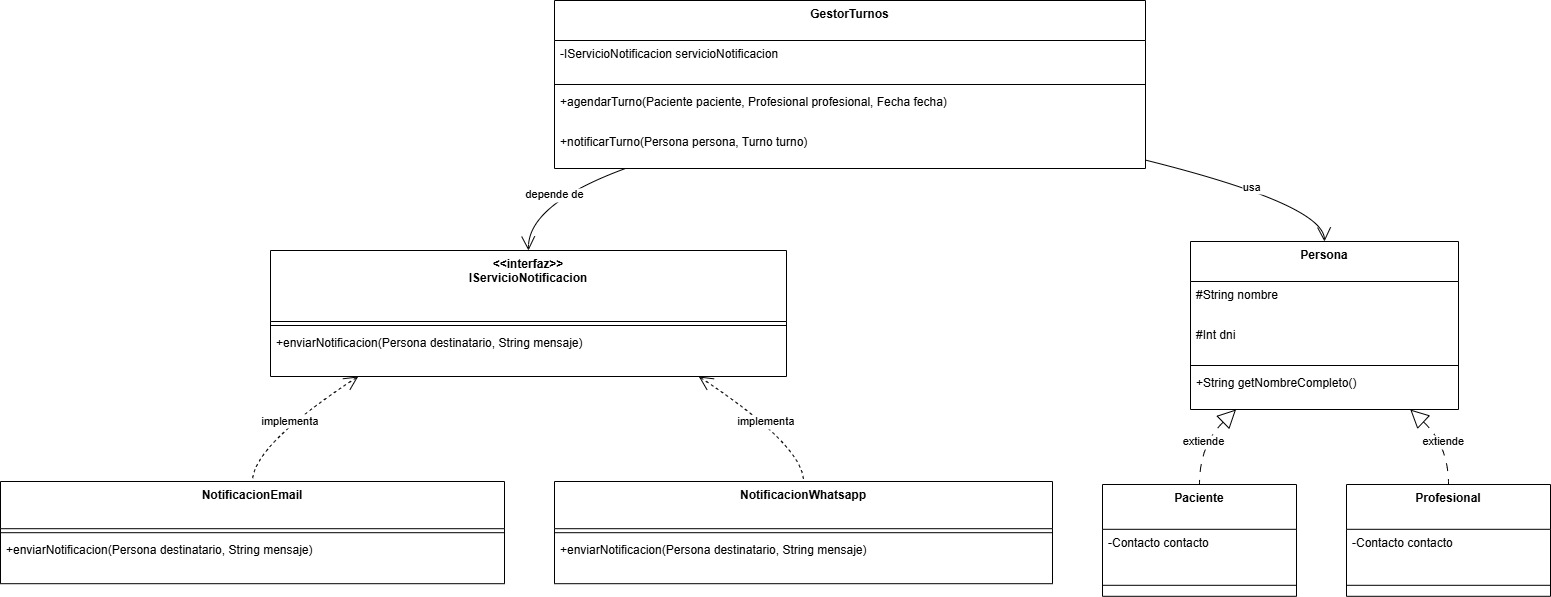 GestorTurnos
-IServicioNotificacion servicioNotificacion
+agendarTurno(Paciente paciente, Profesional profesional, Fecha fecha)
+notificarTurno(Persona persona, Turno turno)
depende de
usa
<<interfaz>>
IServicioNotificacion
+enviarNotificacion(Persona destinatario, String mensaje)
Persona
#String nombre
#Int dni
+String getNombreCompleto()
implementa
implementa
extiende
extiende
NotificacionEmail
+enviarNotificacion(Persona destinatario, String mensaje)
NotificacionWhatsapp
+enviarNotificacion(Persona destinatario, String mensaje)
Paciente
-Contacto contacto
Profesional
-Contacto contacto